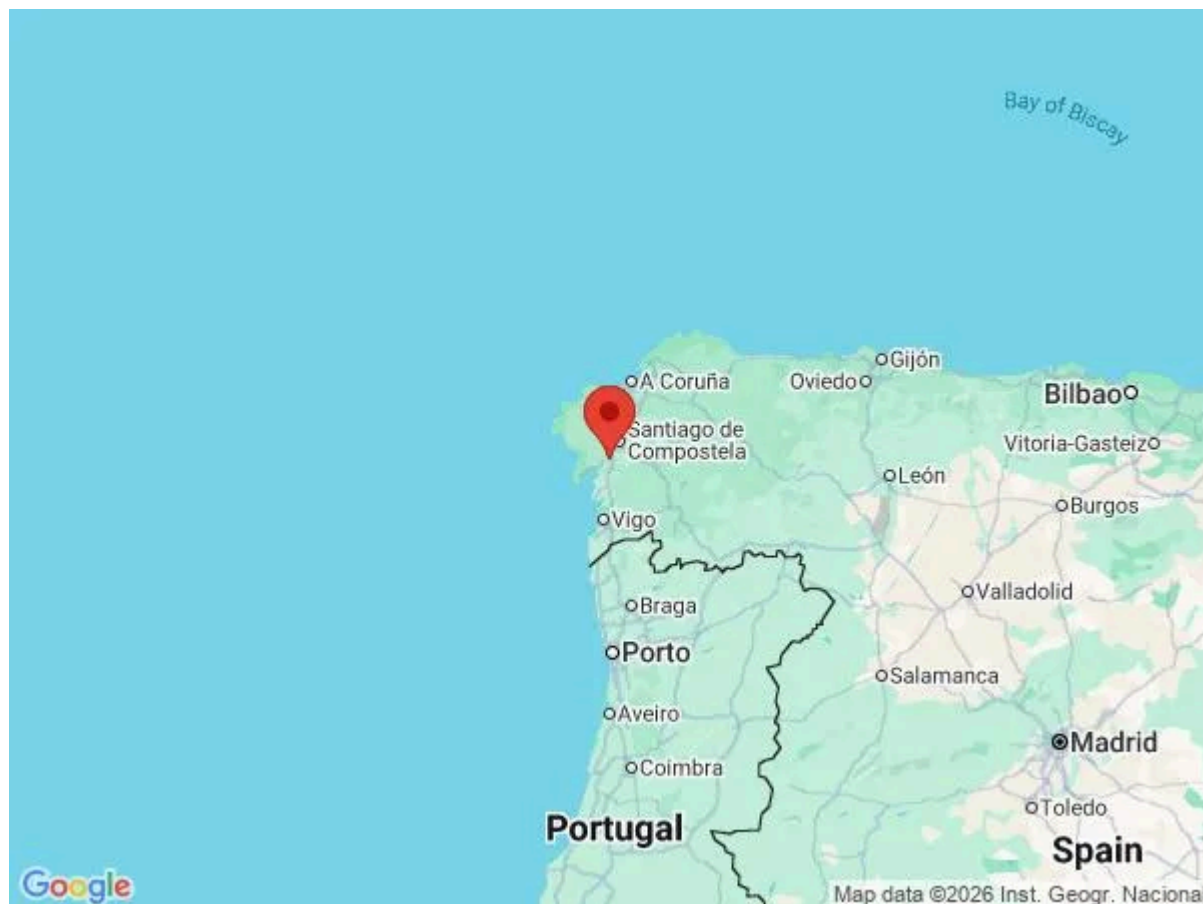 Bay of Biscay
Gijón
A Coruña
Oviedo
Bilbao
Santiago de
Compostela
Vitoria-Gasteiz
León
Burgos
Vigo
Valladolid
Braga
Porto
Salamanca
Aveiro
Madrid
Coimbra
Toledo
Portugal
Spain
Google
Map data ©2026 Inst. Geogr. Naciona